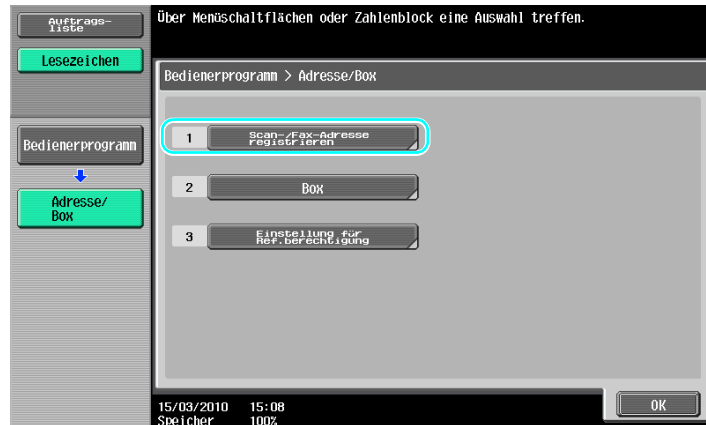 Auftrags-
liste
Lesezeichen
Bedienerprogramm
Adresse/
Box
Über Menüschaltflächen oder Zahlenblock eine Auswahl treffen.
Bedienerprogramm > Adresse/Box
1 Scan-/Fax-Adresse
registrieren
2 Box
3 Einstellung für
Ref.berechtigung
15/03/2010 15:08
Speicher 100%
OK